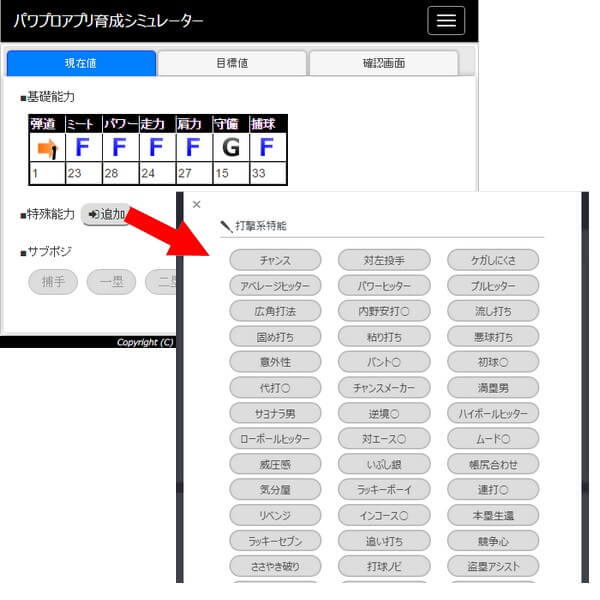 パワプロアプリ育成シミュレーター
現在値 目標値 確認画面
■基礎能力
弾道 ミート パワー 走力 肩力 守備 捕球
F F F F G F
1 23 28 24 27 15 33
■特殊能力 追加
■サブポジ
捕手 一塁 二
Copyright (C)
×
打撃系特能
チャンス 対左投手 ケガしにくさ
アベレージヒッター パワーヒッター プルヒッター
広角打法 内野安打○ 流し打ち
固め打ち 粘り打ち 悪球打ち
意外性 バント○ 初球○
代打○ チャンスメーカー 満塁男
サヨナラ男 逆境○ ハイボールヒッター
ローボールヒッター 対エース○ ムード○
威圧感 いぶし銀 帳尻合わせ
気分屋 ラッキーボーイ 連打○
リベンジ インコース○ 本塁生還
ラッキーセブン 追い打ち 競争心
ささやき破り 打球ノビ 盗塁アシスト